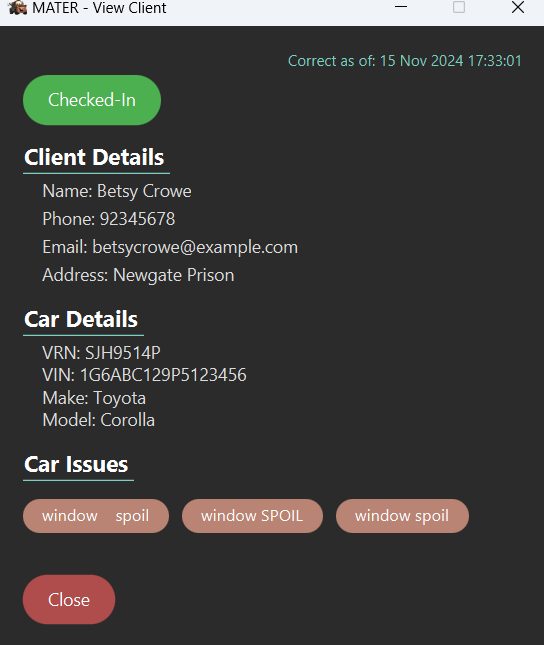 MATER - View Client
Correct as of: 15 Nov 2024 17:33:01
Checked-In
Client Details
Name: Betsy Crowe
Phone: 92345678
Email: betsycrowe@example.com
Address: Newgate Prison
Car Details
VRN: SJH9514P
VIN: 1G6ABC129P5123456
Make: Toyota
Model: Corolla
Car Issues
window    spoil   window SPOIL   window spoil
Close